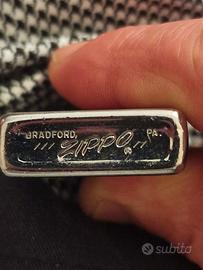 BRADFORD, PA.
''' Zippo ''
®
subito